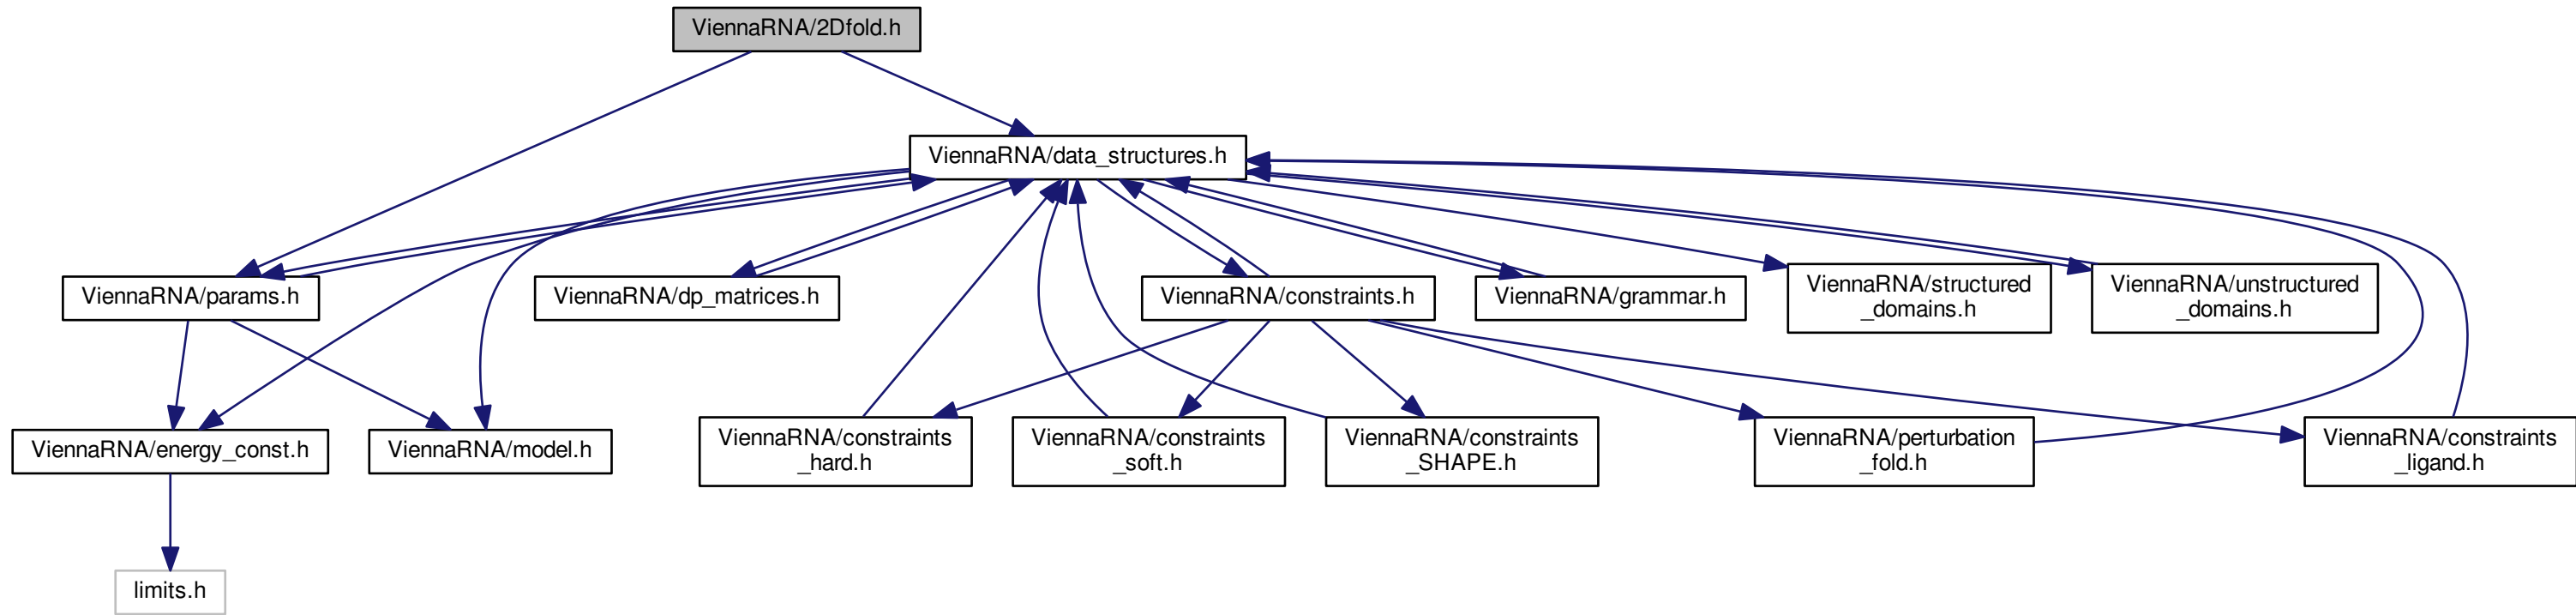 ViennaRNA/2Dfold.h
ViennaRNA/data_structures.h
ViennaRNA/params.h
ViennaRNA/dp_matrices.h
ViennaRNA/constraints.h
ViennaRNA/grammar.h
ViennaRNA/structured
_domains.h
ViennaRNA/unstructured
_domains.h
ViennaRNA/energy_const.h
ViennaRNA/model.h
ViennaRNA/constraints
_hard.h
ViennaRNA/constraints
_soft.h
ViennaRNA/constraints
_SHAPE.h
ViennaRNA/perturbation
_fold.h
ViennaRNA/constraints
_ligand.h
limits.h